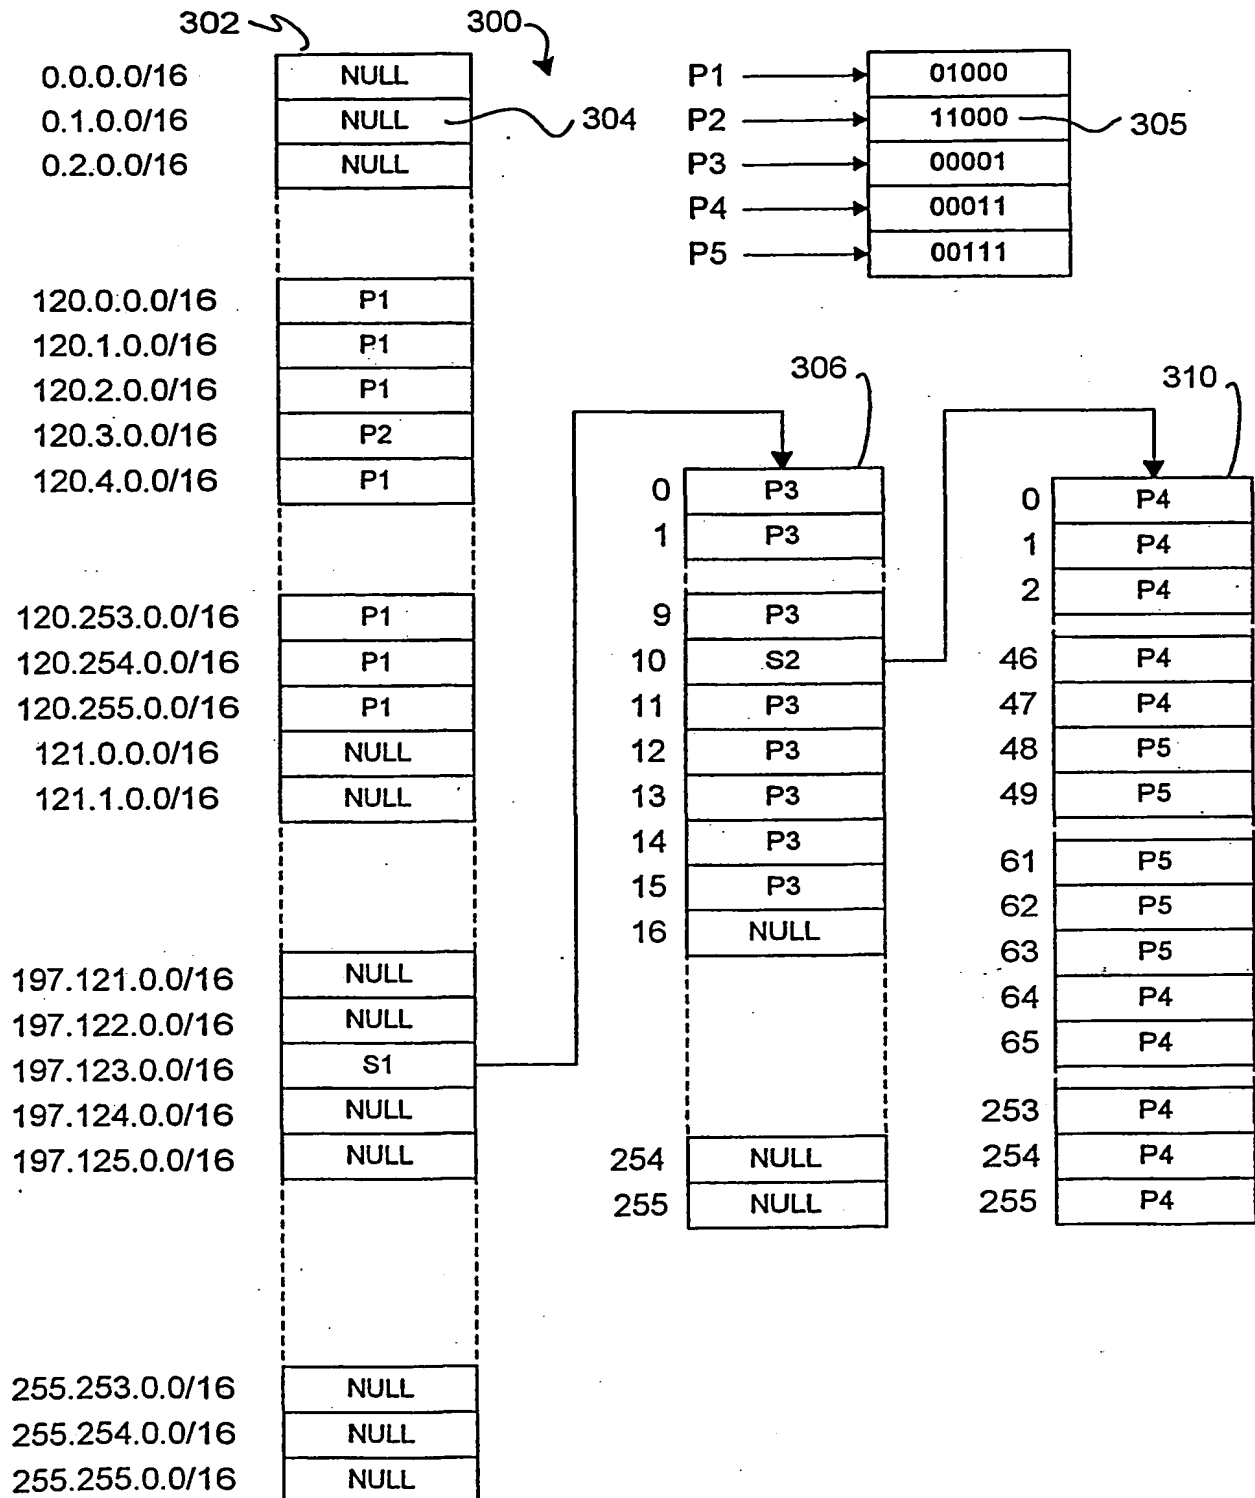 302
300
0.0.0.0/16 NULL
0.1.0.0/16 NULL 304
0.2.0.0/16 NULL
P1 01000
P2 11000 305
P3 00001
P4 00011
P5 00111
120.0.0.0/16 P1
120.1.0.0/16 P1
120.2.0.0/16 P1
120.3.0.0/16 P2
120.4.0.0/16 P1
120.253.0.0/16 P1
120.254.0.0/16 P1
120.255.0.0/16 P1
121.0.0.0/16 NULL
121.1.0.0/16 NULL
197.121.0.0/16 NULL
197.122.0.0/16 NULL
197.123.0.0/16 S1
197.124.0.0/16 NULL
197.125.0.0/16 NULL
255.253.0.0/16 NULL
255.254.0.0/16 NULL
255.255.0.0/16 NULL
306
0 P3
1 P3
9 P3
10 S2
11 P3
12 P3
13 P3
14 P3
15 P3
16 NULL
254 NULL
255 NULL
310
0 P4
1 P4
2 P4
46 P4
47 P4
48 P5
49 P5
61 P5
62 P5
63 P5
64 P4
65 P4
253 P4
254 P4
255 P4